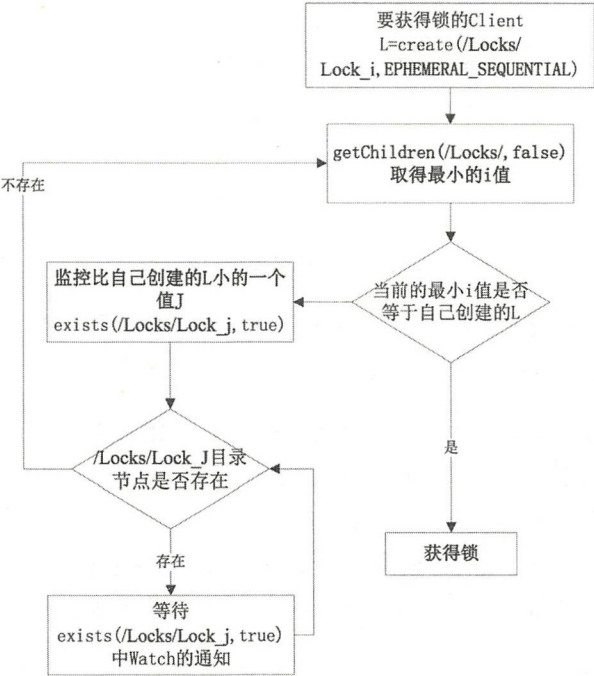 要获得锁的Client
L=create(/Locks/
Lock_i,EPHEMERAL_SEQUENTIAL)
getChildren(/Locks/,false)
取得最小的i值
不存在
监控比自己创建的L小的一个
值J
exists(/Locks/Lock_j,true)
当前的最小i值是否
等于自己创建的L
/Locks/Lock_J目录
节点是否存在
是
获得锁
存在
等待
exists(/Locks/Lock_j,true)
中Watch的通知